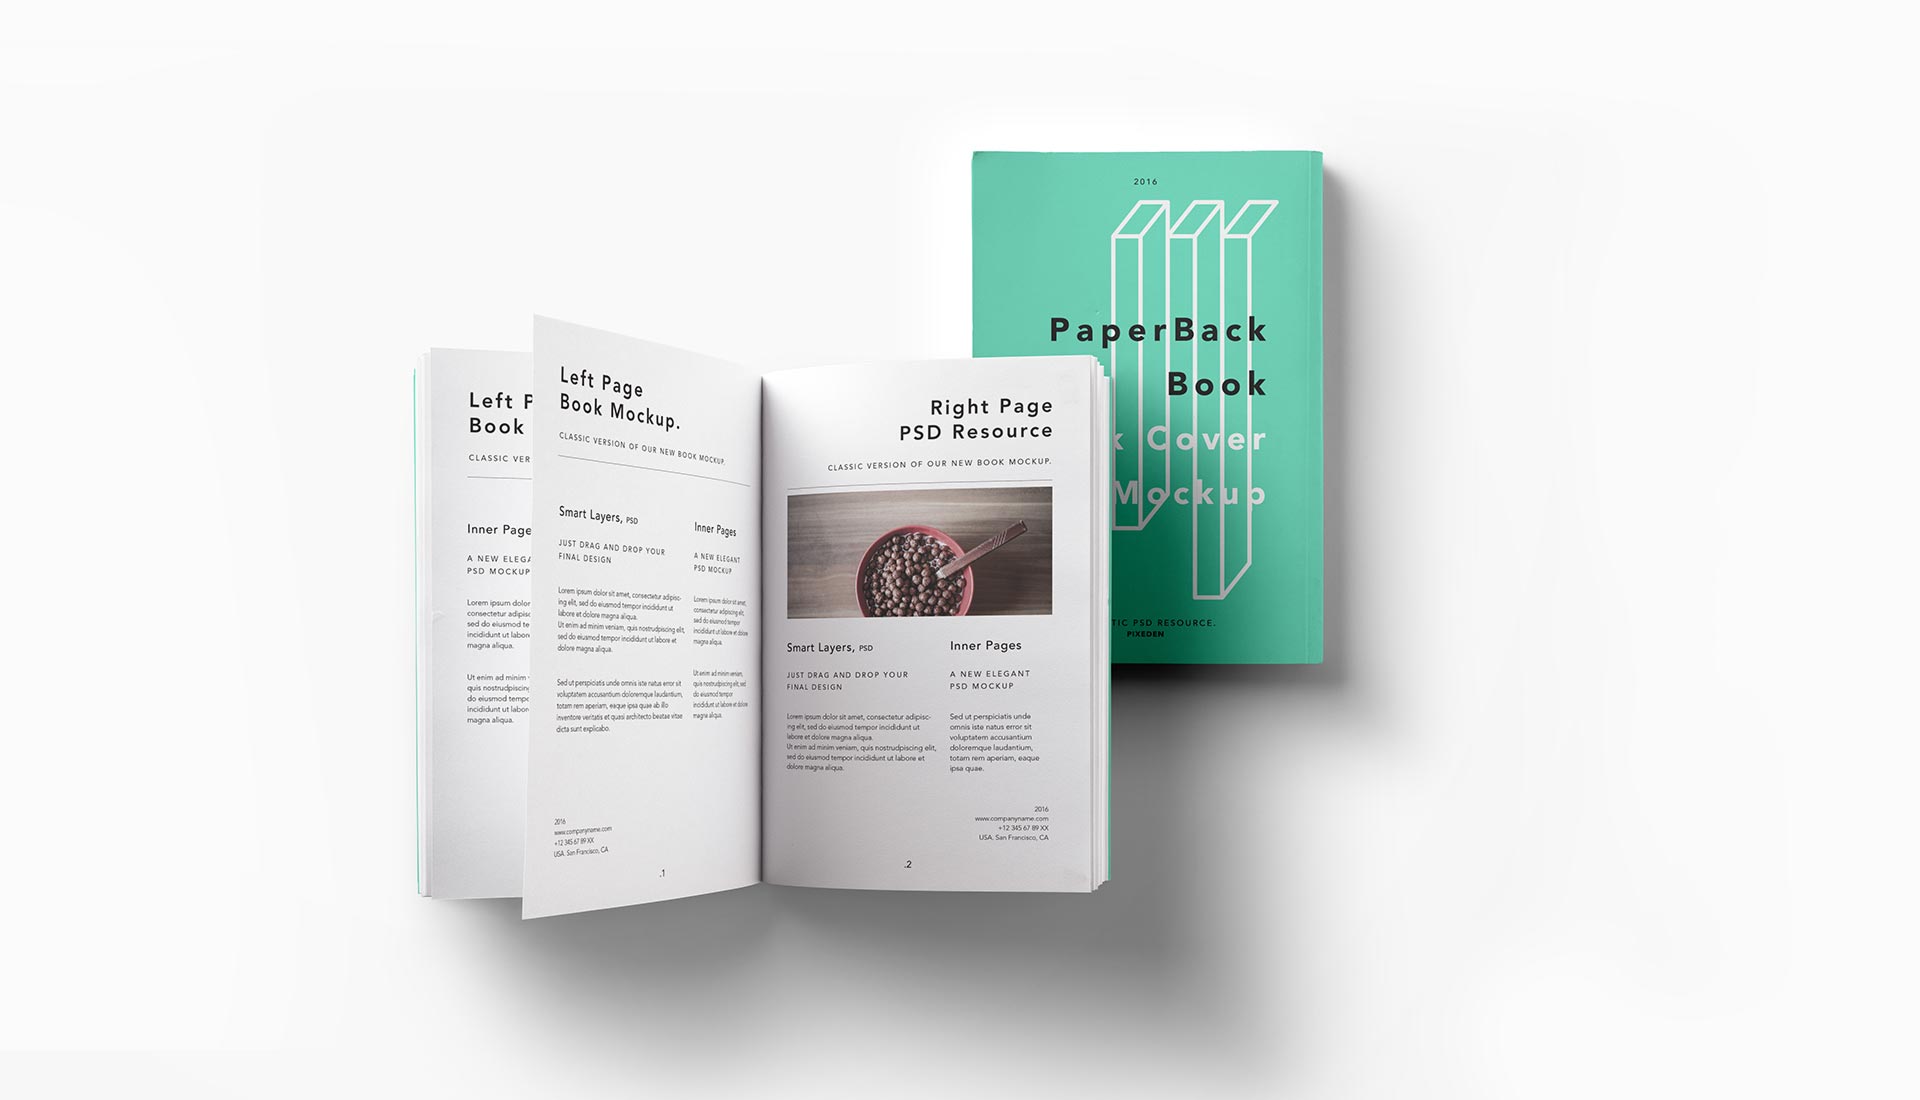 Left P
Book
CLASSIC VER
Inner Page
A NEW ELEGA
PSD MOCKUP
Lorem ipsum dolor
consectetur adipisc
sed do eiusmod te
incididunt ut labore
magna aliqua.
Ut enim ad minim v
quis nostrudpiscing
do eiusmod tempo
incididunt ut labore
magna aliqua.
Left Page
Book Mockup.
CLASSIC VERSION OF OUR NEW BOOK MOCKUP.
Smart Layers, PSD
JUST DRAG AND DROP YOUR
FINAL DESIGN
Lorem ipsum dolor sit amet, consectetur adipisc-
ing elit, sed do eiusmod tempor incididunt ut
labore et dolore magna aliqua.
Ut enim ad minim veniam, quis nostrudpiscing elit,
sed do eiusmod tempor incididunt ut labore et
dolore magna aliqua.
Sed ut perspiciatis unde omnis iste natus error sit
voluptatem accusantium doloremque laudantium,
totam rem aperiam, eaque ipsa quae ab illo
inventore veritatis et quasi architecto beatae vitae
dicta sunt explicabo.
Inner Pages
A NEW ELEGANT
PSD MOCKUP
Lorem ipsum dolor sit amet,
consectetur adipiscing elit,
sed do eiusmod tempor
incididunt ut labore et dolore
magna aliqua.
Ut enim ad minim veniam,
quis nostrudpiscing elit, sed
do eiusmod tempor
incididunt ut labore et dolore
magna aliqua.
2016
www.companyname.com
+12 345 67 89 XX
USA. San Francisco, CA
.1
Right Page
PSD Resource
CLASSIC VERSION OF OUR NEW BOOK MOCKUP.
Smart Layers, PSD
JUST DRAG AND DROP YOUR
FINAL DESIGN
Lorem ipsum dolor sit amet, consectetur adipisc-
ing elit, sed do eiusmod tempor incididunt ut
labore et dolore magna aliqua.
Ut enim ad minim veniam, quis nostrudpiscing elit,
sed do eiusmod tempor incididunt ut labore et
dolore magna aliqua.
Inner Pages
A NEW ELEGANT
PSD MOCKUP
Sed ut perspiciatis unde
omnis iste natus error sit
voluptatem accusantium
doloremque laudantium,
totam rem aperiam, eaque
ipsa quae.
2016
www.companyname.com
+12 345 67 89 XX
USA. San Francisco, CA
.2
2016
PaperBack
Book
k Cover
Mockup
TIC PSD RESOURCE.
PIXEDEN